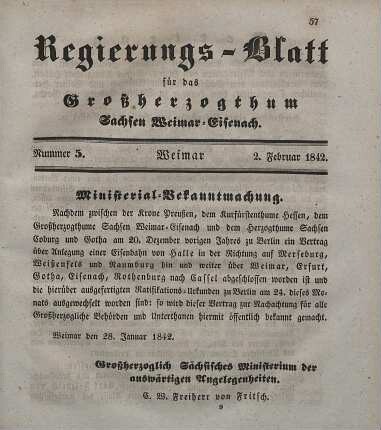 57
Regierungs-Blatt
für das
Großherzogthum
Sachsen Weimar-Eisenach.
Nummer 5. Weimar 2. Februar 1842.
Ministerial-Bekanntmachung.
Nachdem zwischen der Krone Preußen, dem Kurfürstenthume Hessen, dem
Großherzogthume Sachsen Weimar-Eisenach und dem Herzogthume Sachsen
Coburg und Gotha am 20. Dezember vorigen Jahres zu Berlin ein Vertrag
über Anlegung einer Eisenbahn von Halle in der Richtung auf Merseburg,
Weißenfels und Naumburg hin und weiter über Weimar, Erfurt,
Gotha, Eisenach, Rothenburg nach Cassel abgeschlossen worden ist und
die hierüber ausgefertigten Ratifikations-Urkunden zu Berlin am 24. dieses Mo-
nats ausgewechselt worden sind: so wird dieser Vertrag zur Nachachtung für alle
Großherzogliche Behörden und Unterthanen hiermit öffentlich bekannt gemacht.
Weimar den 28. Januar 1842.
Großherzoglich Sächsisches Ministerium der
auswärtigen Angelegenheiten.
C. W. Freiherr von Fritsch.
9